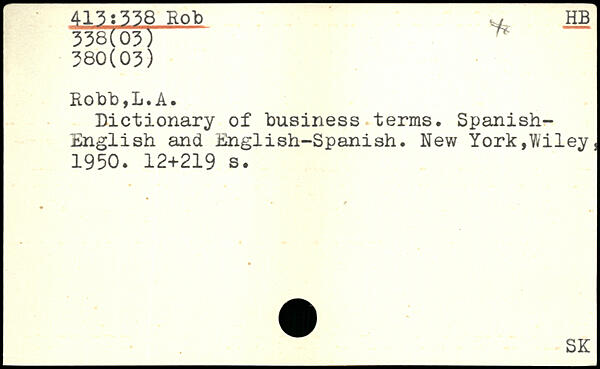 413:338 Rob HB
338(03)
380(03)
Robb,L.A.
Dictionary of business terms. Spanish-
English and English-Spanish. New York,Wiley,
1950. 12+219 s.
SK